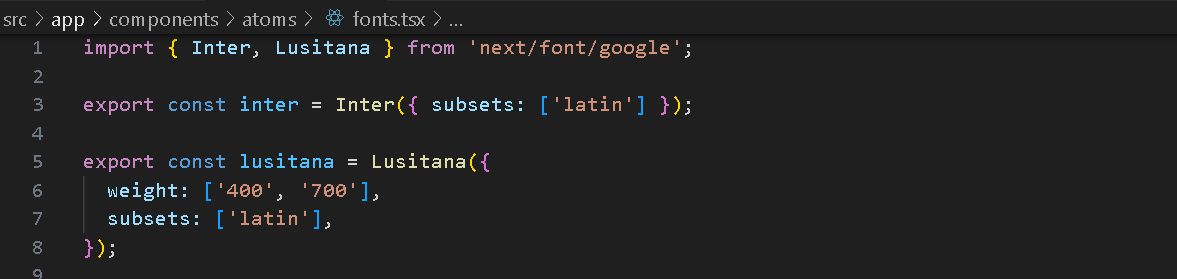 src > app > components > atoms > fonts.tsx > ...
1 import { Inter, Lusitana } from 'next/font/google';
2
3 export const inter = Inter({ subsets: ['latin'] });
4
5 export const lusitana = Lusitana({
6   weight: ['400', '700'],
7   subsets: ['latin'],
8 });
9